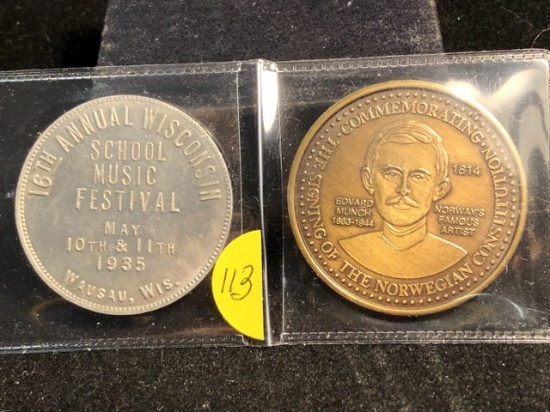 16TH ANNUAL WISCONSIN
SCHOOL
MUSIC
FESTIVAL
MAY
10TH & 11TH
1935
WAUSAU, WIS.
113
COMMEMORATING THE SIGNING OF THE NORWEGIAN CONSTITUTION
1814
EDVARD
MUNCH
1863-1944
NORWAY'S
FAMOUS
ARTIST